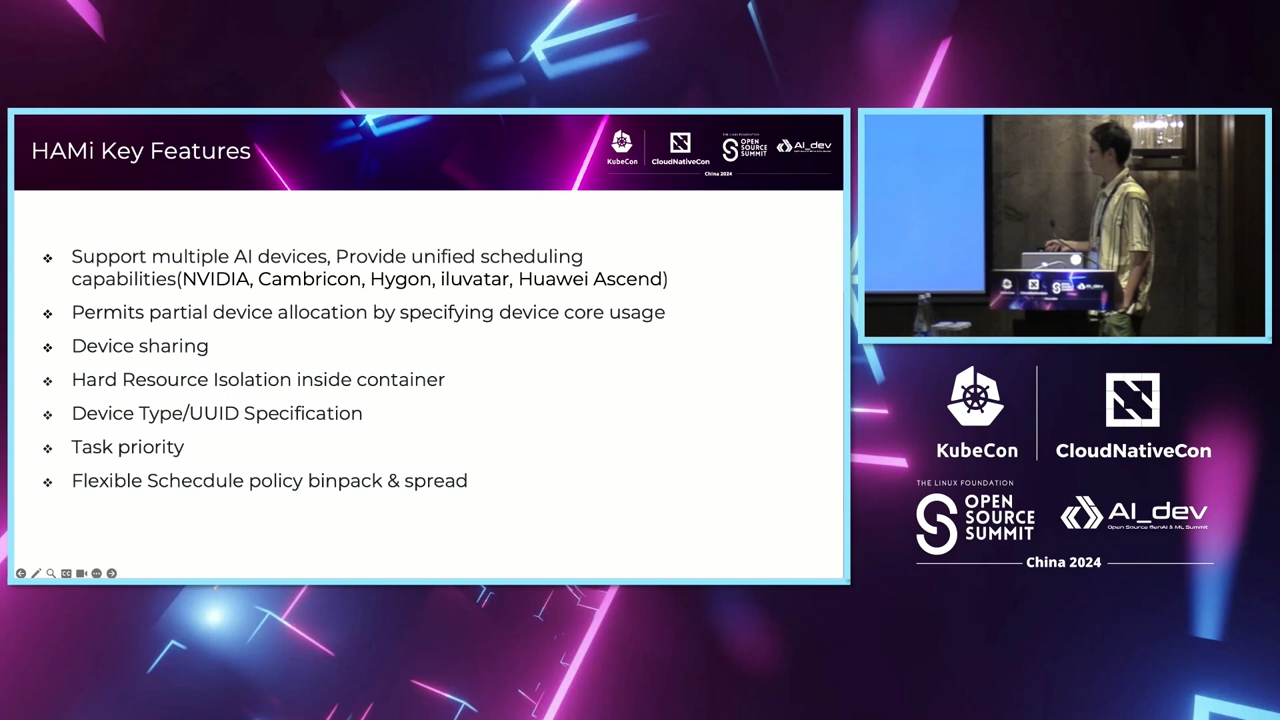 HAMi Key Features
KubeCon
CloudNativeCon
THE LINUX FOUNDATION
OPEN
SOURCE
SUMMIT
AI_dev
China 2024
❖ Support multiple AI devices, Provide unified scheduling
capabilities(NVIDIA, Cambricon, Hygon, iluvatar, Huawei Ascend)
❖ Permits partial device allocation by specifying device core usage
❖ Device sharing
❖ Hard Resource Isolation inside container
❖ Device Type/UUID Specification
❖ Task priority
❖ Flexible Schecdule policy binpack & spread
KubeCon
CloudNativeCon
THE LINUX FOUNDATION
OPEN
SOURCE
SUMMIT
AI_dev
Open Source GenAI & ML Summit
China 2024